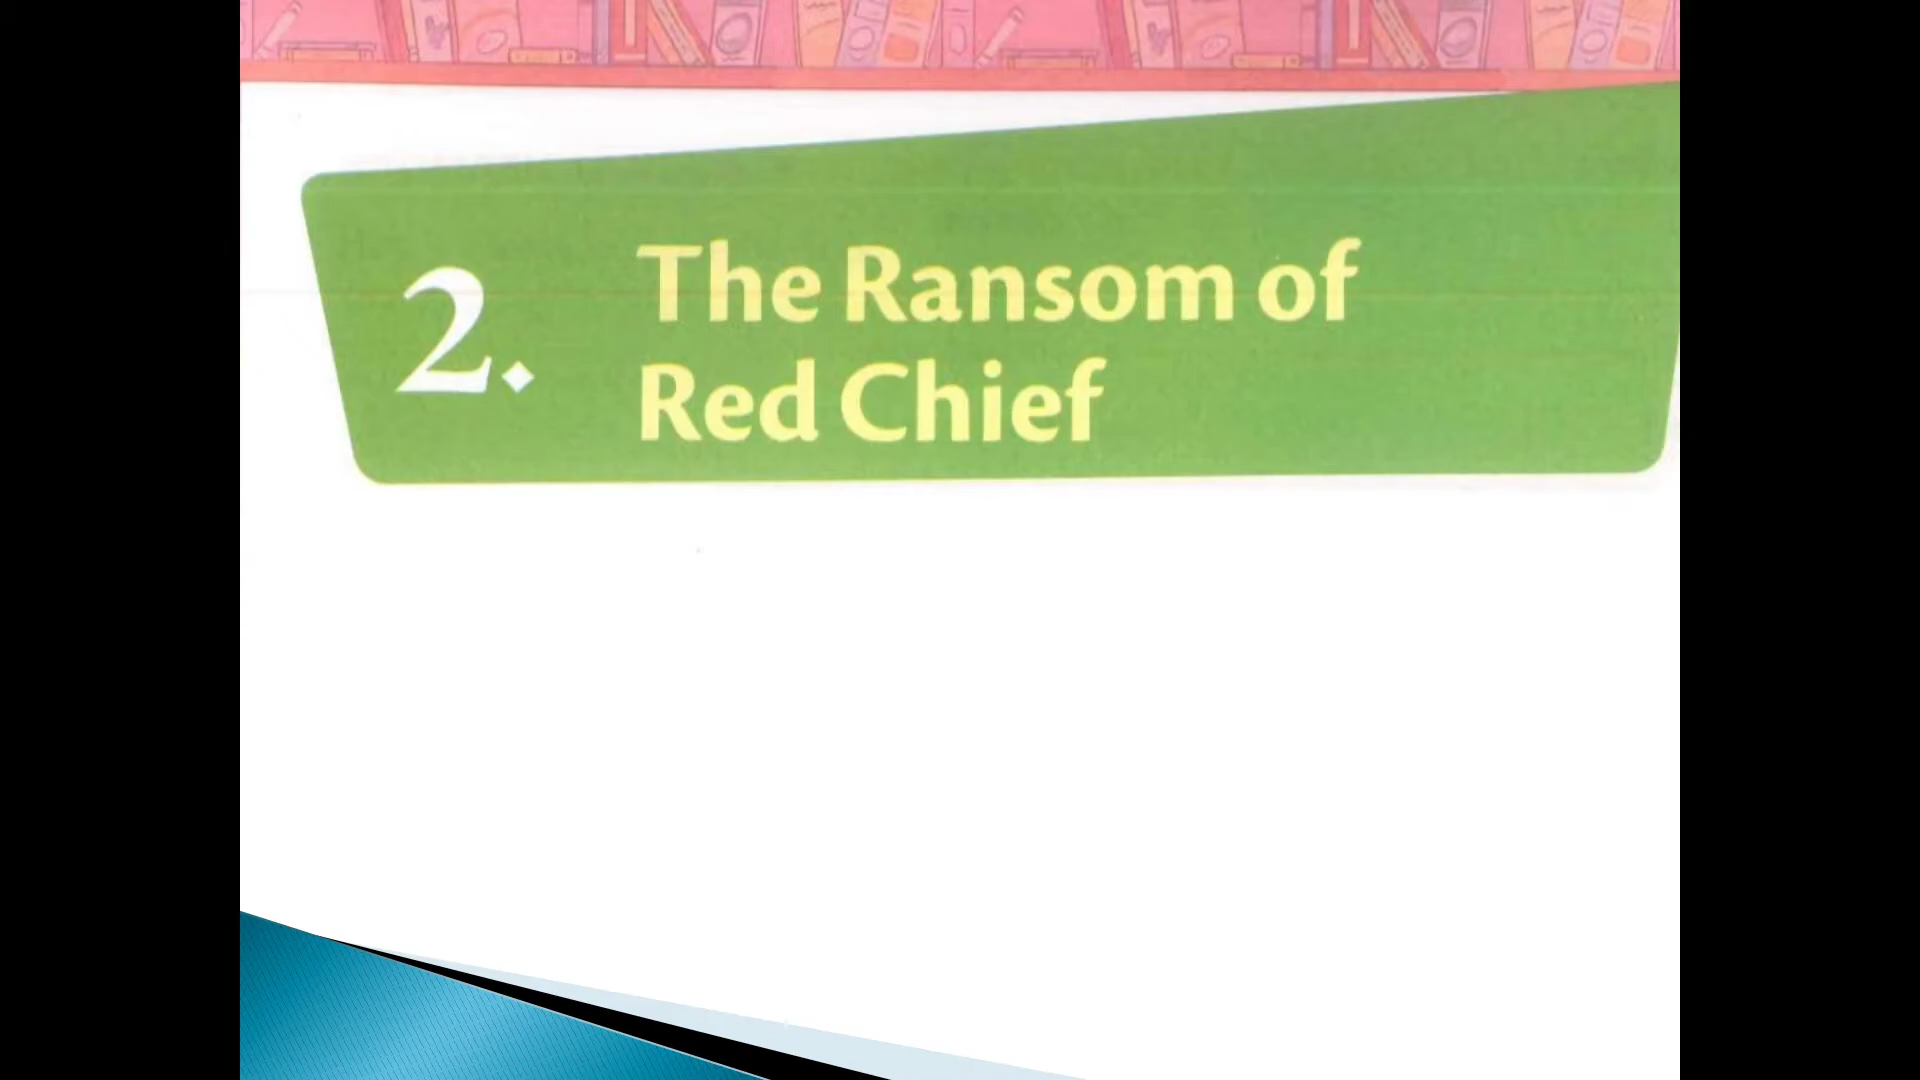 2. The Ransom of
Red Chief